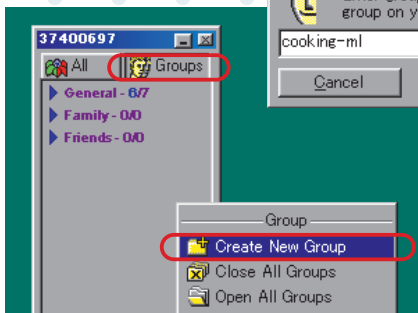 group on y
cooking-ml
Cancel
37400697
All Groups
General - 6/7
Family - 0/0
Friends - 0/0
Group
Create New Group
Close All Groups
Open All Groups